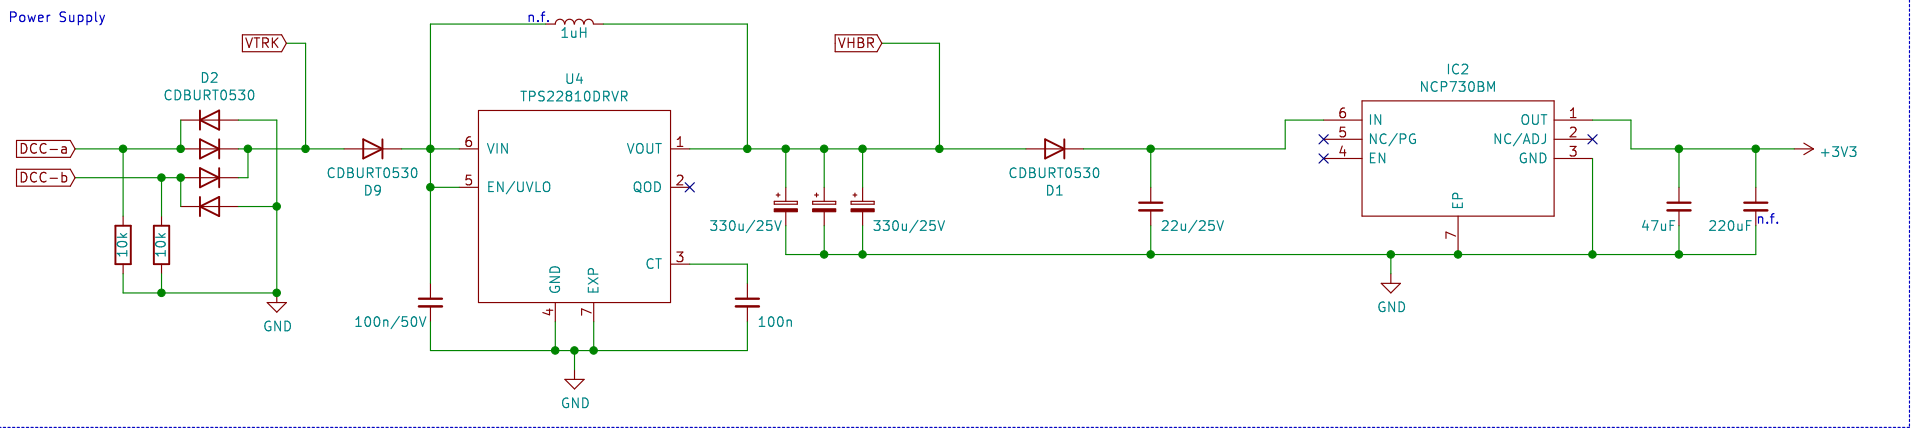 Power Supply
n.f.
1uH
VTRK
VHBR
D2
CDBURT0530
U4
TPS22810DRVR
IC2
NCP730BM
DCC-a
DCC-b
CDBURT0530
D9
6 VIN
5 EN/UVLO
VOUT 1
QOD 2
CT 3
GND
4
EXP
7
CDBURT0530
D1
6 IN
5 NC/PG
4 EN
OUT 1
NC/ADJ 2
GND 3
EP
7
+3V3
10k
10k
+
+
+
330u/25V
330u/25V
22u/25V
47uF
220uF
n.f.
100n/50V
100n
GND
GND
GND